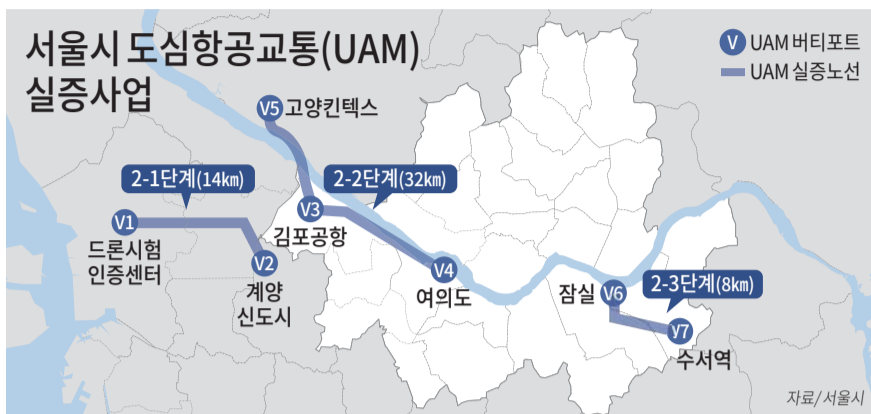 서울시 도심항공교통(UAM)
실증사업
V UAM 버티포트
UAM 실증노선
V5 고양킨텍스
2-1단계(14㎞)
2-2단계(32㎞)
V1
드론시험
인증센터
V2
계양
신도시
V3
김포공항
V4
여의도
잠실 V6
2-3단계(8㎞)
V7
수서역
자료/서울시